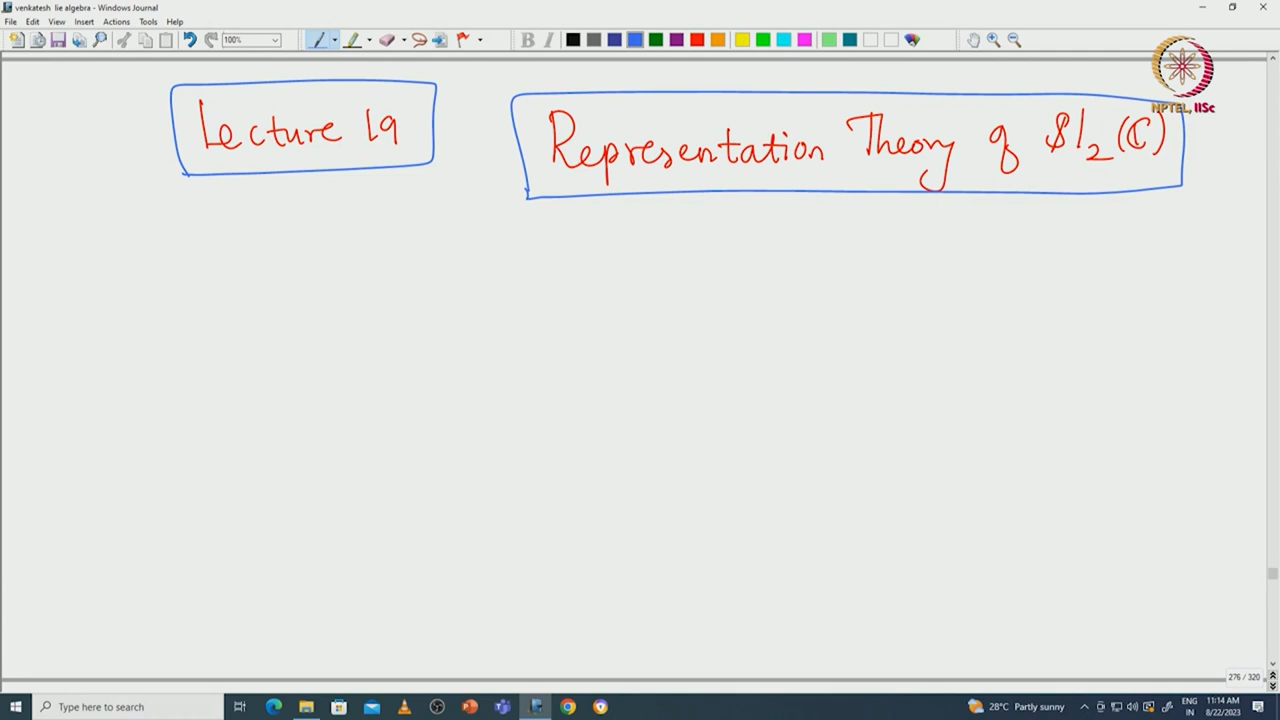 venkatesh lie algebra - Windows Journal
File Edit View Insert Actions Tools Help
100%
B I
NPTEL, IISc
Lecture 19
Representation Theory of sl₂(ℂ)
276 / 320
Type here to search
28°C Partly sunny
ENG
IN
11:14 AM
8/22/2023